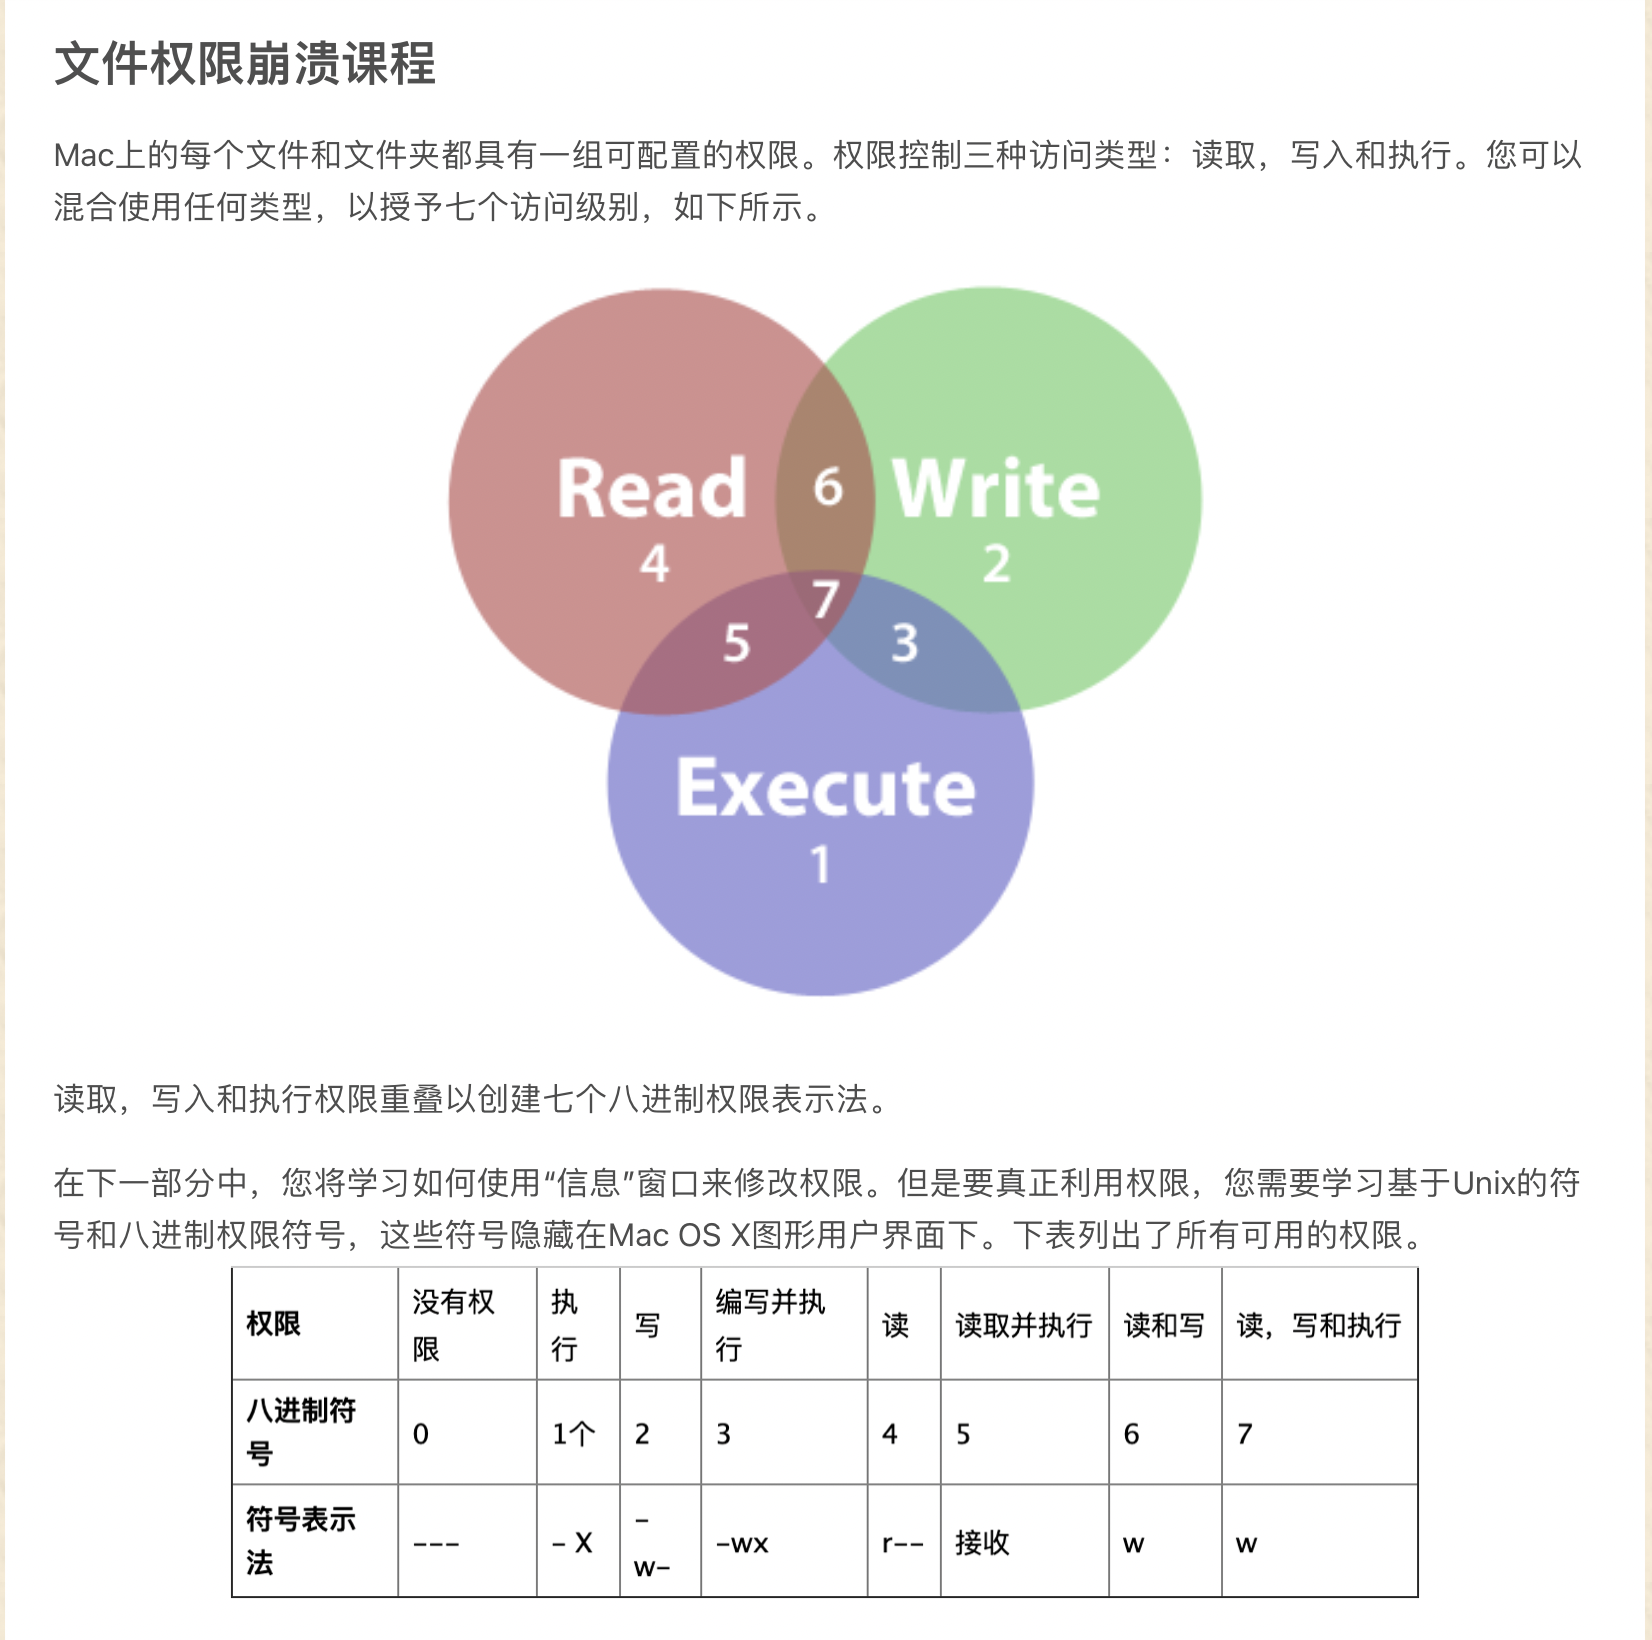 文件权限崩溃课程
Mac上的每个文件和文件夹都具有一组可配置的权限。权限控制三种访问类型：读取，写入和执行。您可以
混合使用任何类型，以授予七个访问级别，如下所示。
Read
4
6
Write
2
7
5
3
Execute
1
读取，写入和执行权限重叠以创建七个八进制权限表示法。
在下一部分中，您将学习如何使用“信息”窗口来修改权限。但是要真正利用权限，您需要学习基于Unix的符
号和八进制权限符号，这些符号隐藏在Mac OS X图形用户界面下。下表列出了所有可用的权限。
权限
没有权
限
执
行
写
编写并执
行
读
读取并执行
读和写
读，写和执行
八进制符
号
0
1个
2
3
4
5
6
7
符号表示
法
---
- X
-
w-
-wx
r--
接收
w
w